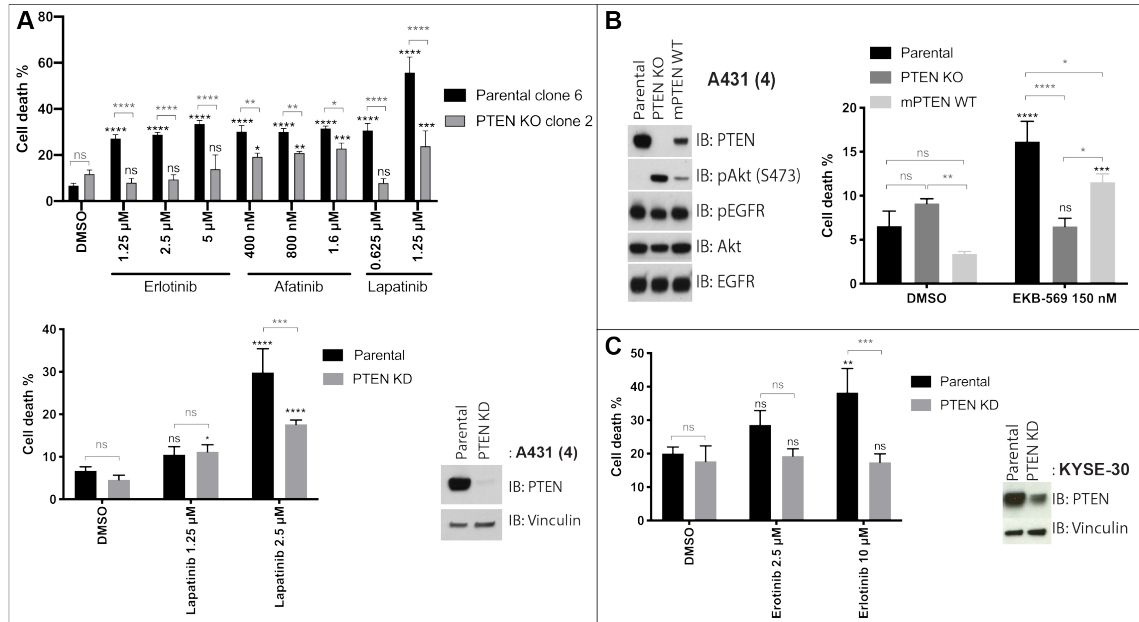 A
Cell death %
80
60
40
20
0
ns
**** **** **** ** ** * **** ****
**** **** **** **** **** **** **** ****
ns ns ns * ** *** ns ***
Parental clone 6
PTEN KO clone 2
DMSO
1.25 µM
2.5 µM
5 µM
400 nM
800 nM
1.6 µM
0.625 µM
1.25 µM
Erlotinib
Afatinib
Lapatinib
Cell death %
40
30
20
10
0
ns
ns
ns
*
***
****
****
Parental
PTEN KD
DMSO
Lapatinib 1.25 µM
Lapatinib 2.5 µM
Parental
PTEN KD
: A431 (4)
IB: PTEN
IB: Vinculin
B
Parental
PTEN KO
mPTEN WT
A431 (4)
IB: PTEN
IB: pAkt (S473)
IB: pEGFR
IB: Akt
IB: EGFR
Parental
PTEN KO
mPTEN WT
Cell death %
20
15
10
5
0
ns
ns
**
*
****
*
****
ns
***
DMSO
EKB-569 150 nM
C
Cell death %
50
40
30
20
10
0
ns
ns
ns
ns
***
**
ns
Parental
PTEN KD
DMSO
Erotinib 2.5 µM
Erlotinib 10 µM
Parental
PTEN KD
: KYSE-30
IB: PTEN
IB: Vinculin